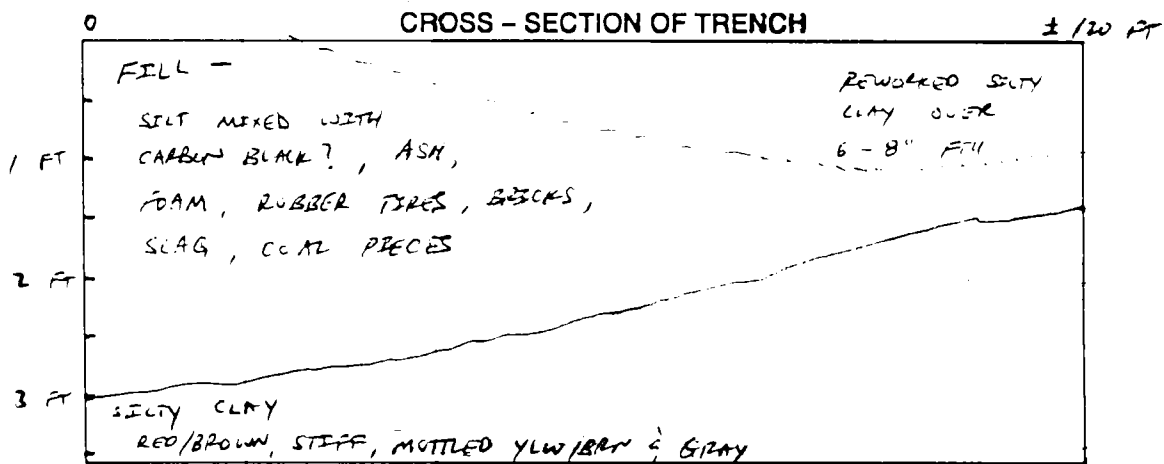 0 CROSS – SECTION OF TRENCH ± 120 FT
FILL –
SILT MIXED WITH
CARBON BLACK?, ASH,
FOAM, RUBBER TIRES, BRICKS,
SLAG, COAL PIECES
REWORKED SILTY
CLAY OVER
6 – 8" FILL
1 FT
2 FT
3 FT
SILTY CLAY
RED/BROWN, STIFF, MOTTLED YLW/BRN & GRAY